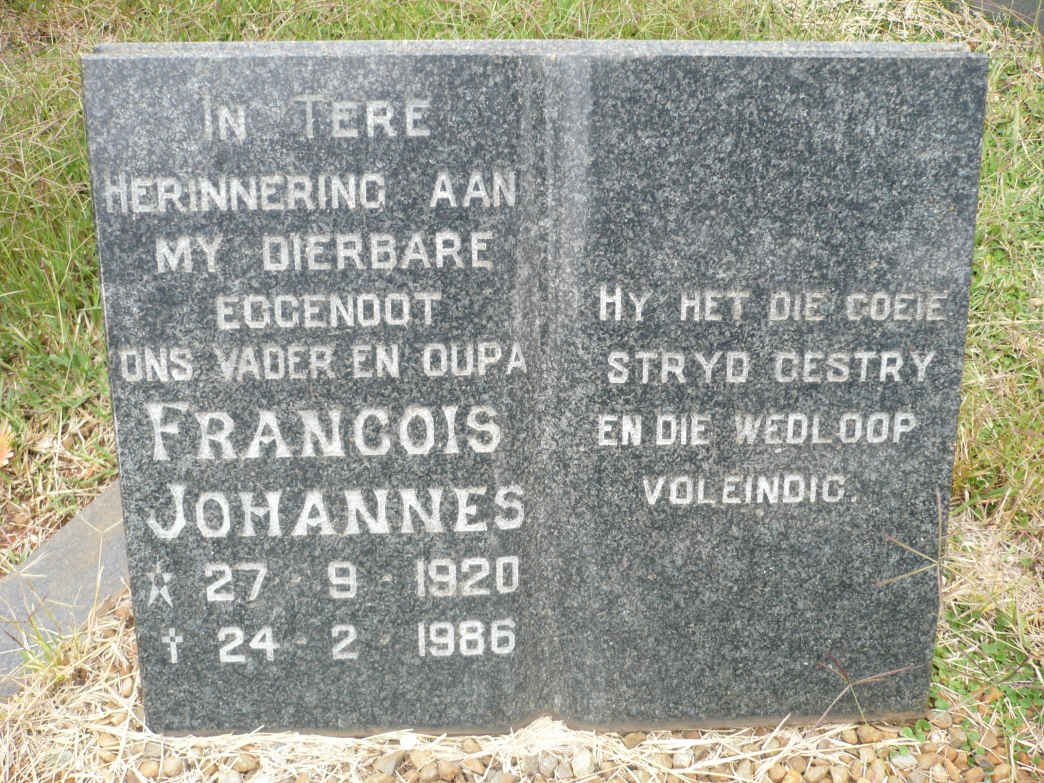 IN TERE
HERINNERING AAN
MY DIERBARE
EGGENOOT
ONS VADER EN OUPA
FRANCOIS
JOHANNES
* 27-9-1920
† 24-2 1986
HY HET DIE GOEIE
STRYD GESTRY
EN DIE WEDLOOP
VOLEINDIG.